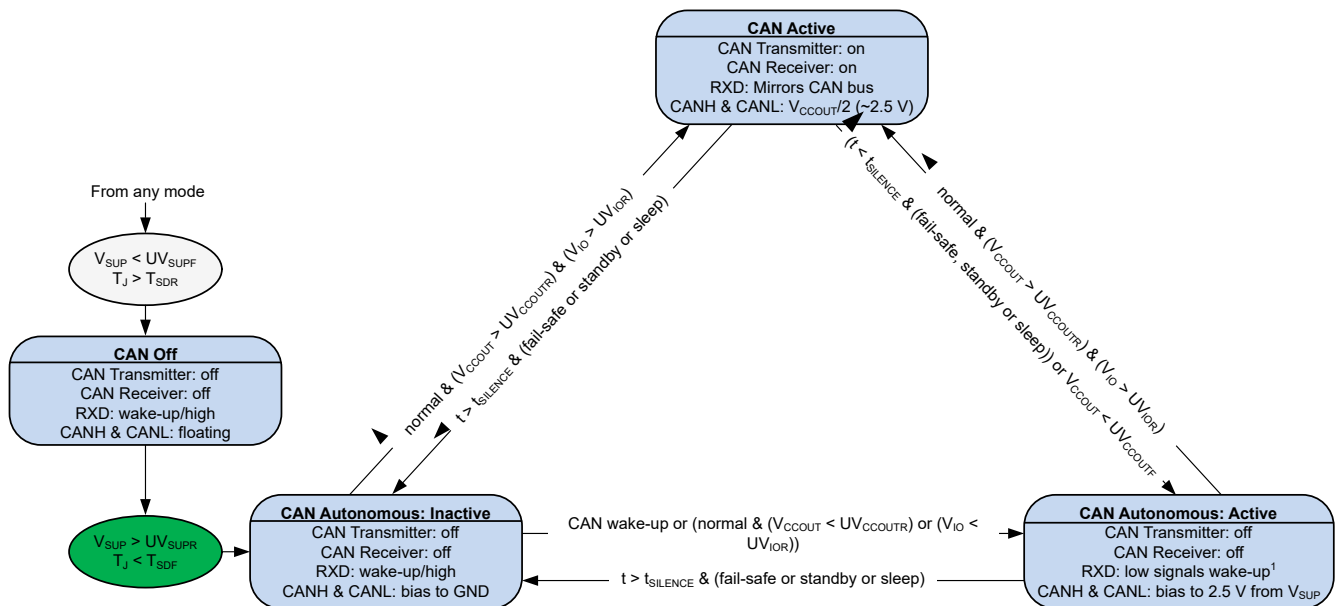 CAN Active
CAN Transmitter: on
CAN Receiver: on
RXD: Mirrors CAN bus
CANH & CANL: VCCOUT/2 (~2.5 V)
From any mode
VSUP < UVSUPF
TJ > TSDR
CAN Off
CAN Transmitter: off
CAN Receiver: off
RXD: wake-up/high
CANH & CANL: floating
VSUP > UVSUPR
TJ < TSDF
normal & (VCCOUT > UVCCOUTR) & (VIO > UVIOR)
t > tSILENCE & (fail-safe or standby or sleep)
(t < tSILENCE & (fail-safe, standby or sleep)) or VCCOUT < UVCCOUTF
normal & (VCCOUT > UVCCOUTR) & (VIO > UVIOR)
CAN Autonomous: Inactive
CAN Transmitter: off
CAN Receiver: off
RXD: wake-up/high
CANH & CANL: bias to GND
CAN wake-up or (normal & (VCCOUT < UVCCOUTR) or (VIO <
UVIOR))
t > tSILENCE & (fail-safe or standby or sleep)
CAN Autonomous: Active
CAN Transmitter: off
CAN Receiver: off
RXD: low signals wake-up¹
CANH & CANL: bias to 2.5 V from VSUP